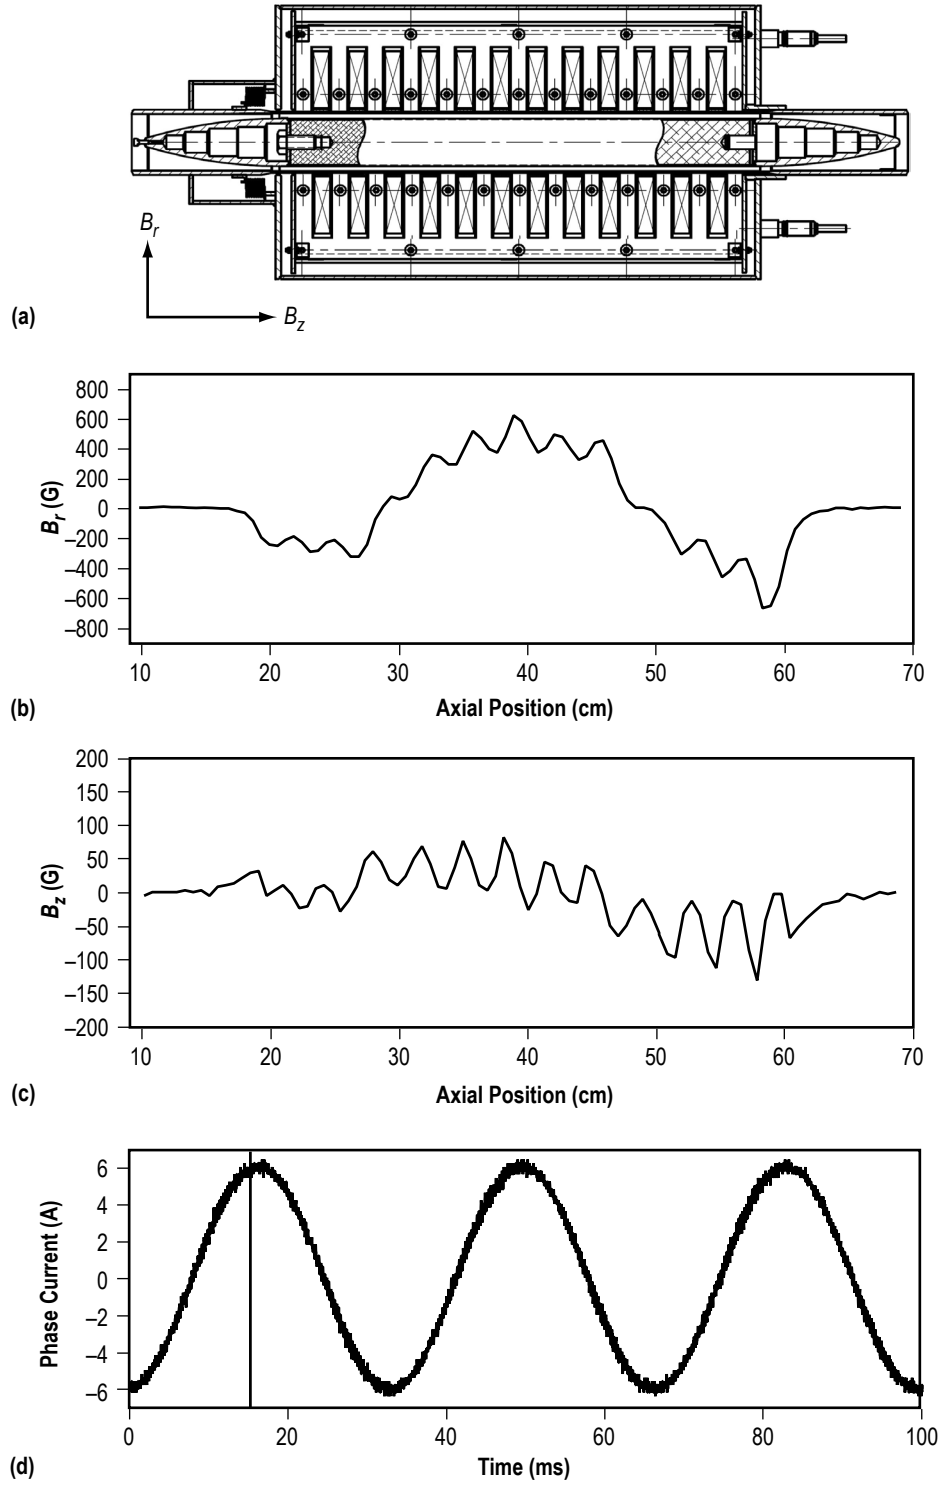 B_r
B_z
(a)
800
600
400
200
0
–200
–400
–600
–800
B_r (G)
10 20 30 40 50 60 70
(b) Axial Position (cm)
200
150
100
50
0
–50
–100
–150
–200
B_z (G)
10 20 30 40 50 60 70
(c) Axial Position (cm)
6
4
2
0
–2
–4
–6
Phase Current (A)
0 20 40 60 80 100
(d) Time (ms)